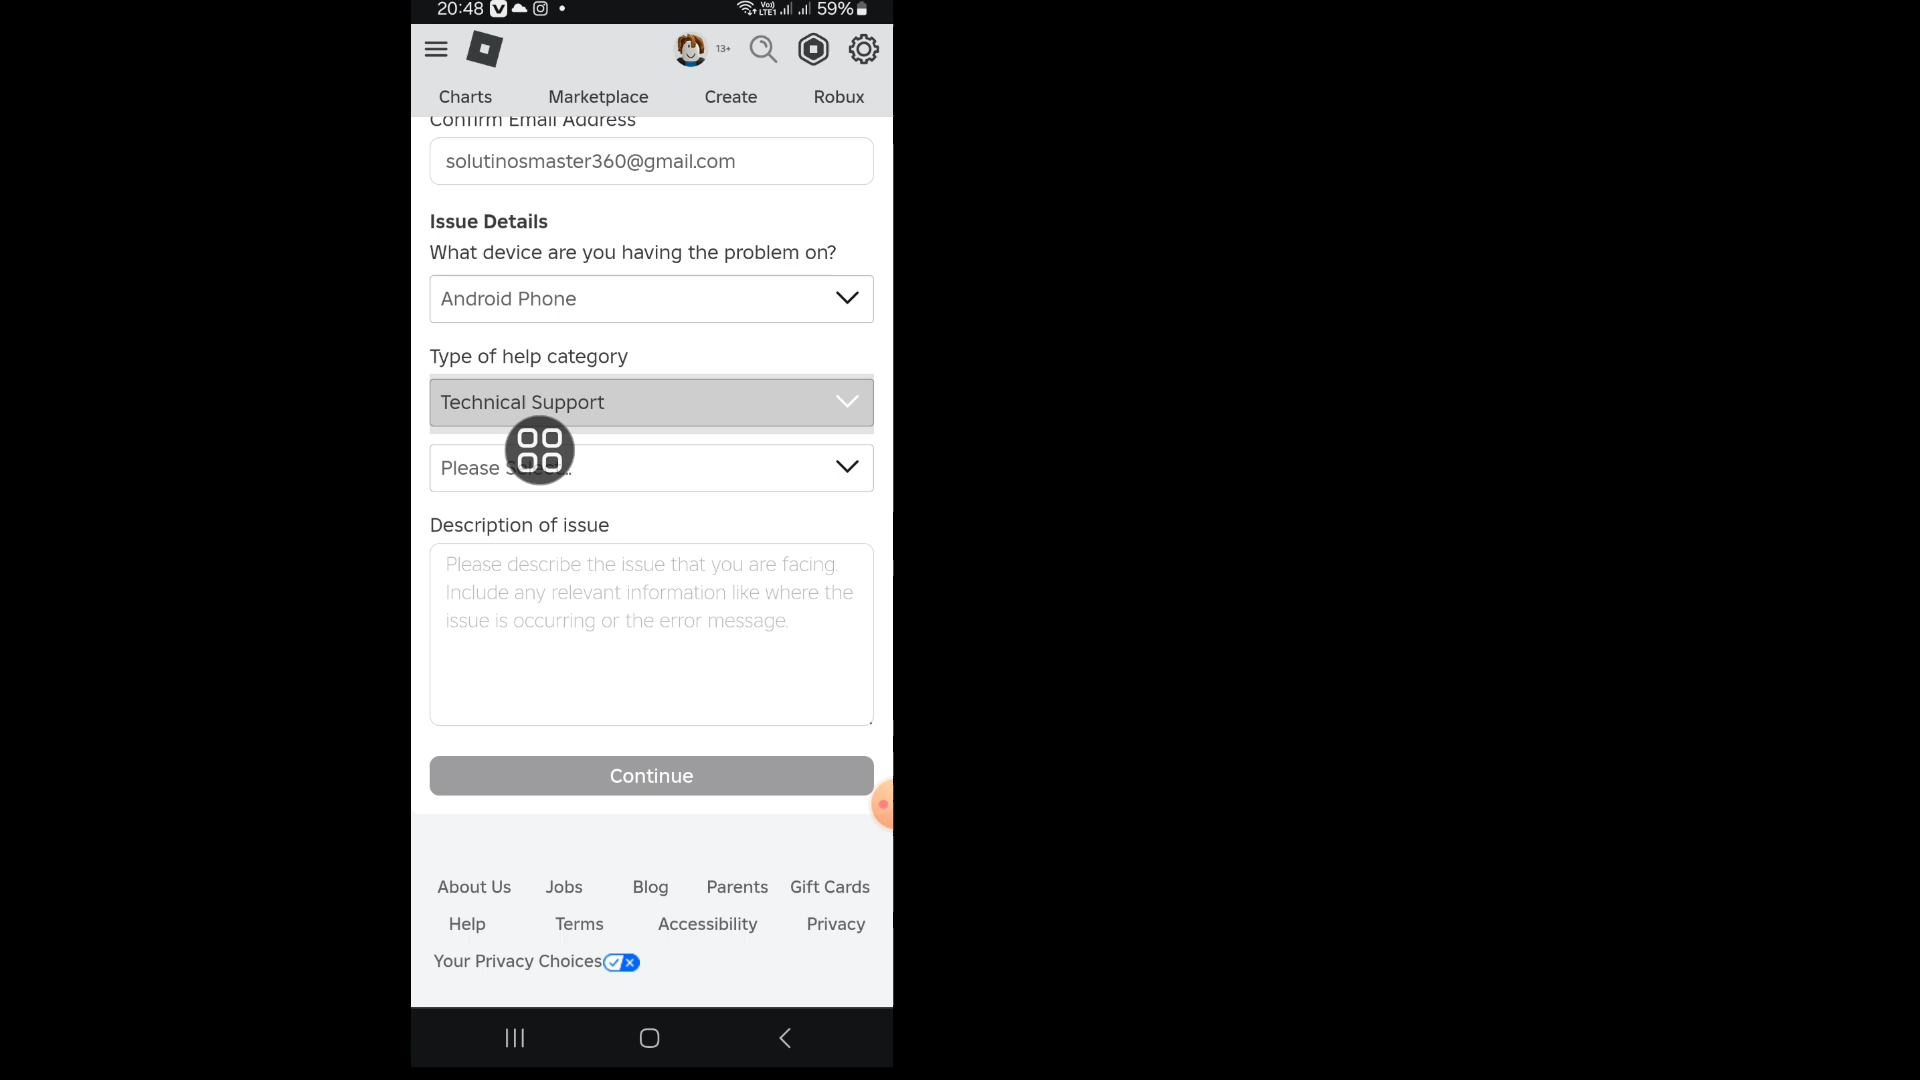 20:48
Vo)) LTE1 59%
13+
Charts Marketplace Create Robux
Confirm Email Address
solutinosmaster360@gmail.com
Issue Details
What device are you having the problem on?
Android Phone
Type of help category
Technical Support
Please Select...
Description of issue
Please describe the issue that you are facing.
Include any relevant information like where the
issue is occurring or the error message.
Continue
About Us Jobs Blog Parents Gift Cards
Help Terms Accessibility Privacy
Your Privacy Choices